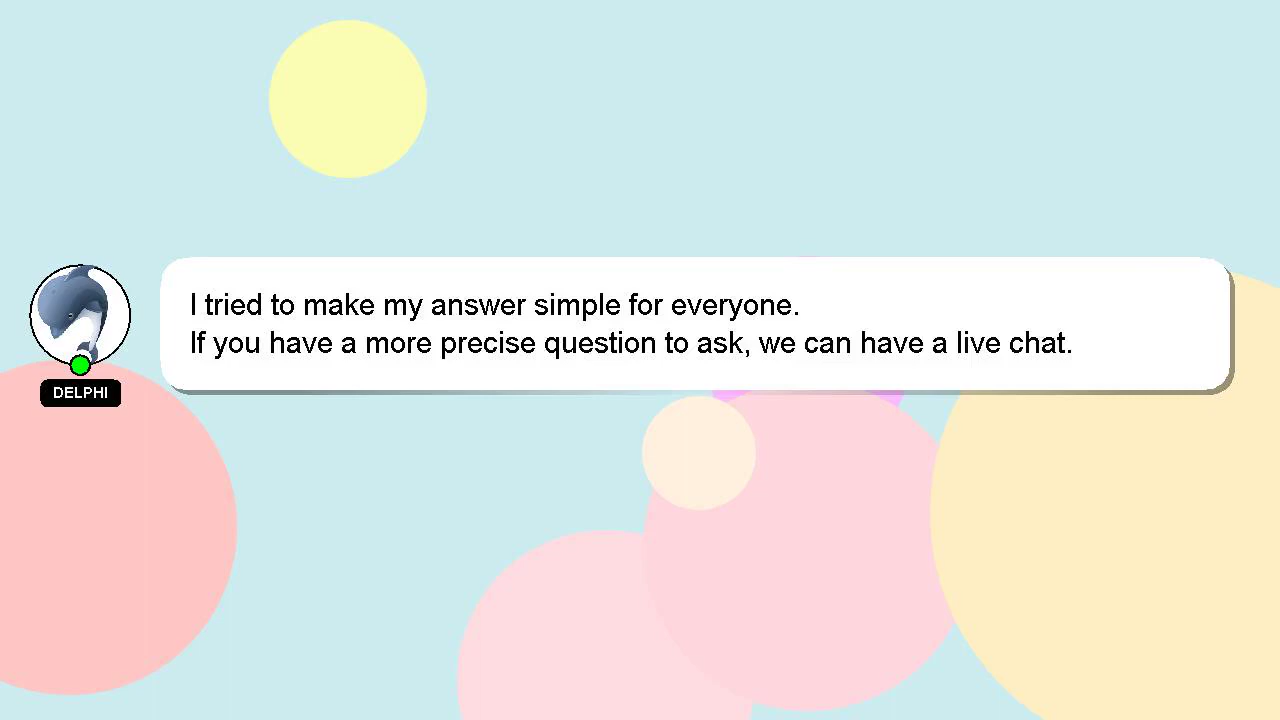 I tried to make my answer simple for everyone.
If you have a more precise question to ask, we can have a live chat.
DELPHI